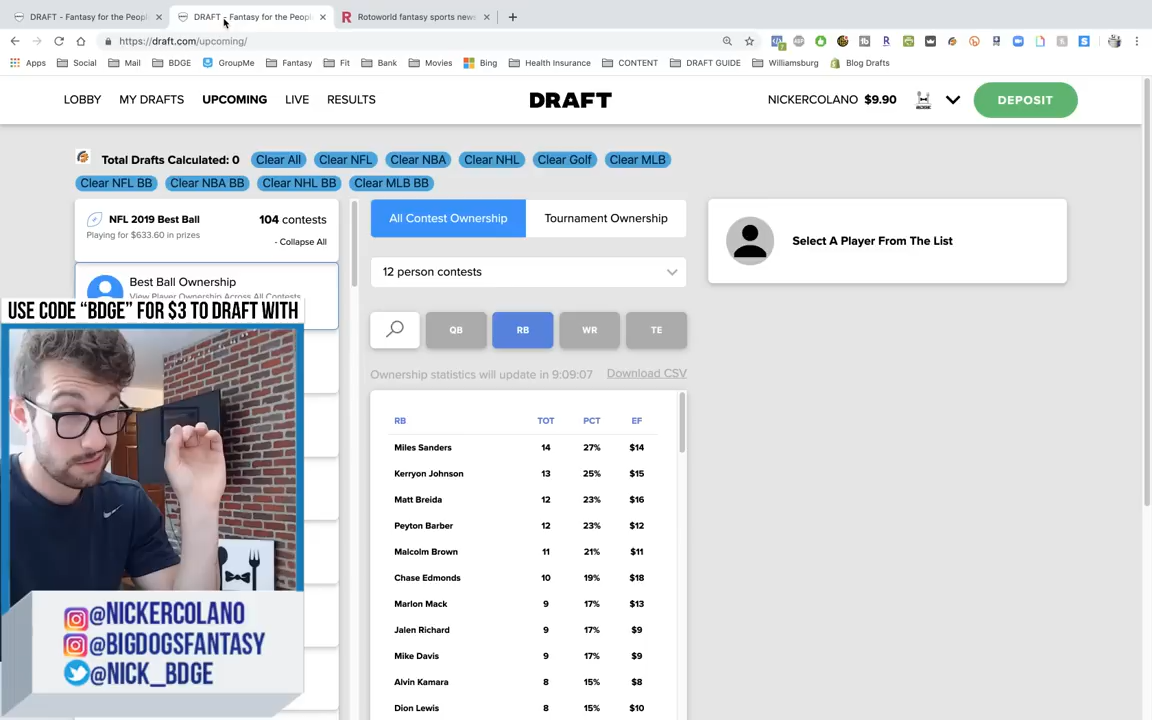 DRAFT - Fantasy for the Peopl
DRAFT - Fantasy for the Peopl
Rotoworld fantasy sports news
https://draft.com/upcoming/
Apps
Social
Mail
BDGE
GroupMe
Fantasy
Fit
Bank
Movies
Bing
Health Insurance
CONTENT
DRAFT GUIDE
Williamsburg
Blog Drafts
LOBBY
MY DRAFTS
UPCOMING
LIVE
RESULTS
DRAFT
NICKERCOLANO $9.90
DEPOSIT
Total Drafts Calculated: 0
Clear All
Clear NFL
Clear NBA
Clear NHL
Clear Golf
Clear MLB
Clear NFL BB
Clear NBA BB
Clear NHL BB
Clear MLB BB
NFL 2019 Best Ball
104 contests
Playing for $633.60 in prizes
- Collapse All
Best Ball Ownership
View Player Ownership Across All Contests
All Contest Ownership
Tournament Ownership
12 person contests
QB
RB
WR
TE
Ownership statistics will update in 9:09:07
Download CSV
RB TOT PCT EF
Miles Sanders 14 27% $14
Kerryon Johnson 13 25% $15
Matt Breida 12 23% $16
Peyton Barber 12 23% $12
Malcolm Brown 11 21% $11
Chase Edmonds 10 19% $18
Marlon Mack 9 17% $13
Jalen Richard 9 17% $9
Mike Davis 9 17% $9
Alvin Kamara 8 15% $8
Dion Lewis 8 15% $10
Select A Player From The List
USE CODE "BDGE" FOR $3 TO DRAFT WITH
@NICKERCOLANO
@BIGDOGSFANTASY
@NICK_BDGE